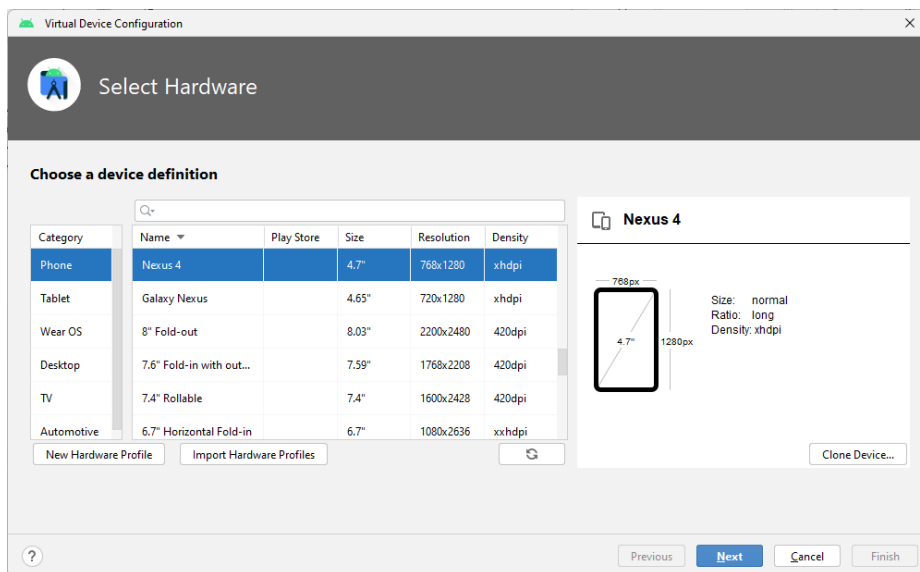 Virtual Device Configuration
Select Hardware
Choose a device definition
Category
Phone
Tablet
Wear OS
Desktop
TV
Automotive
Name Play Store Size Resolution Density
Nexus 4 4.7" 768x1280 xhdpi
Galaxy Nexus 4.65" 720x1280 xhdpi
8" Fold-out 8.03" 2200x2480 420dpi
7.6" Fold-in with out... 7.59" 1768x2208 420dpi
7.4" Rollable 7.4" 1600x2428 420dpi
6.7" Horizontal Fold-in 6.7" 1080x2636 xxhdpi
New Hardware Profile Import Hardware Profiles
Nexus 4
768px
4.7"
1280px
Size: normal
Ratio: long
Density: xhdpi
Clone Device...
? Previous Next Cancel Finish